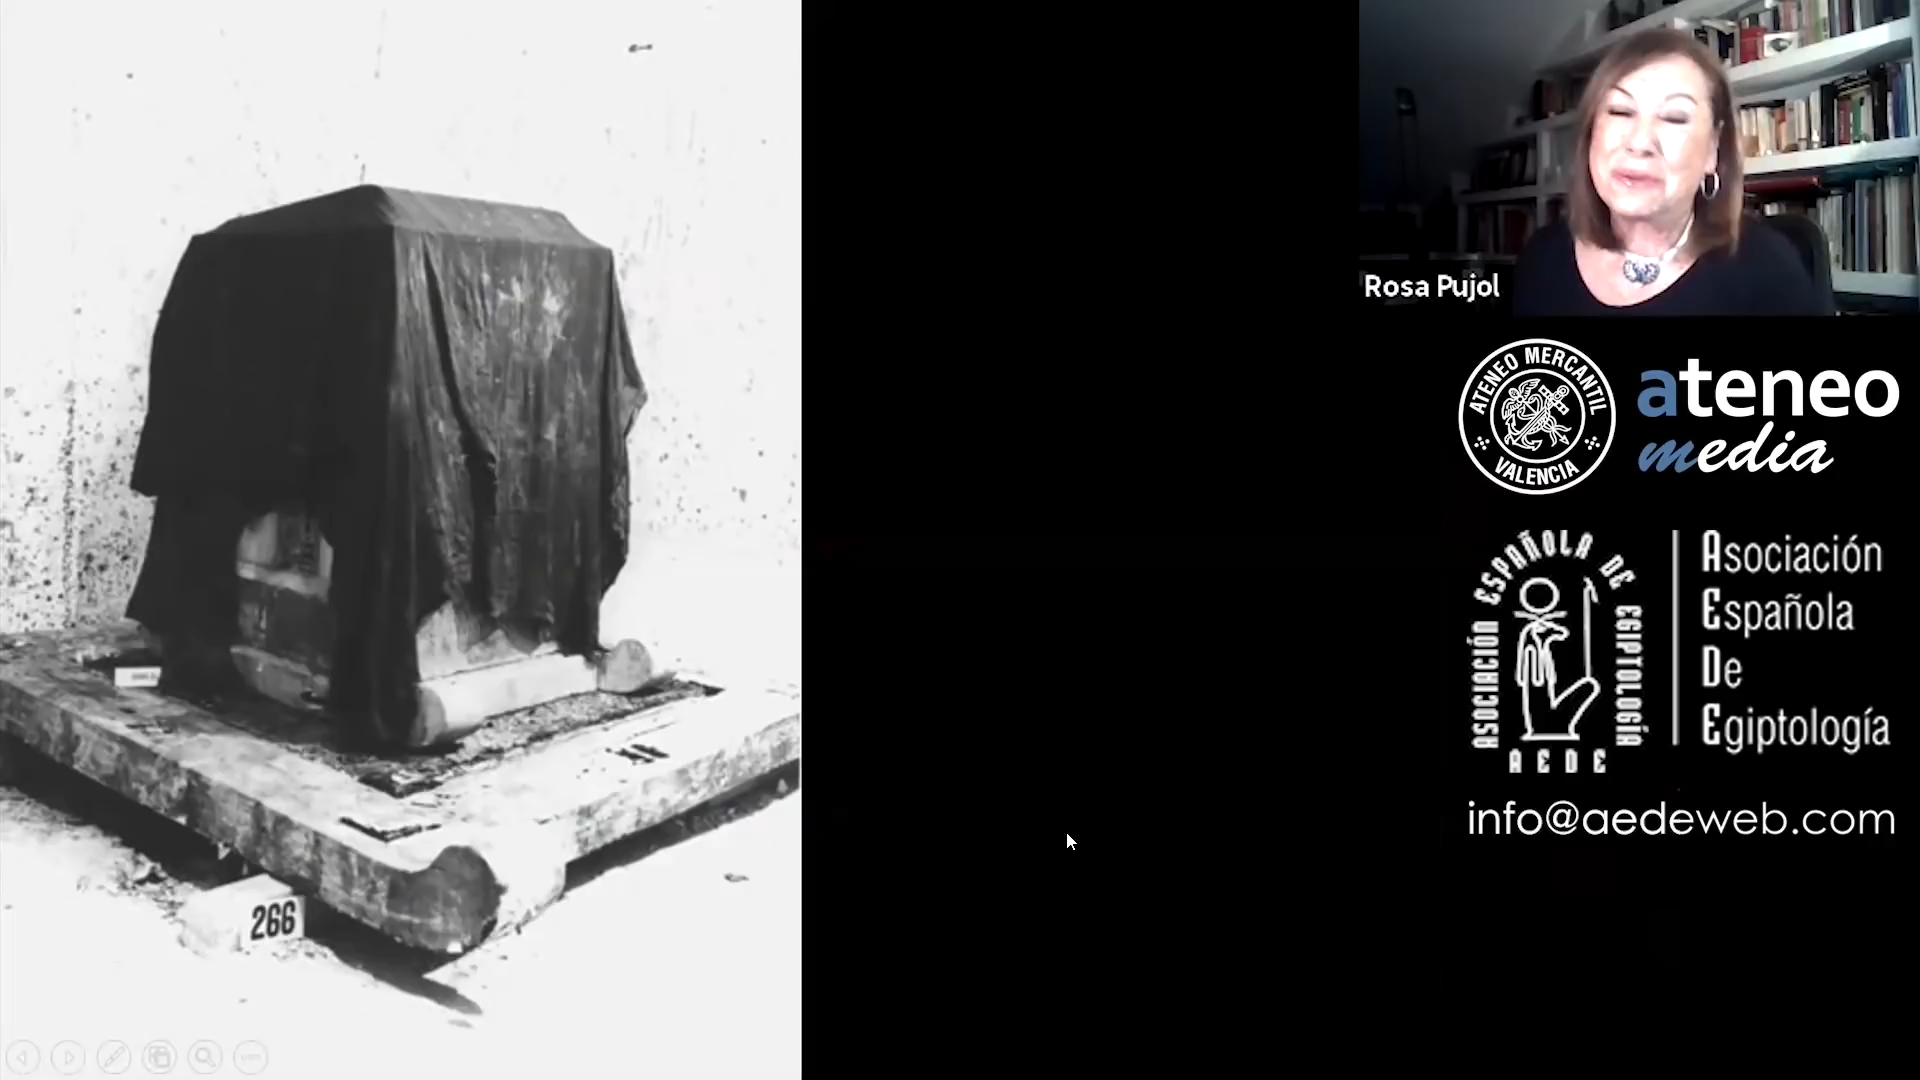 266
Rosa Pujol
ATENEO MERCANTIL
VALENCIA
ateneo
media
ASOCIACIÓN ESPAÑOLA DE EGIPTOLOGÍA
AEDE
Asociación
Española
De
Egiptología
info@aedeweb.com